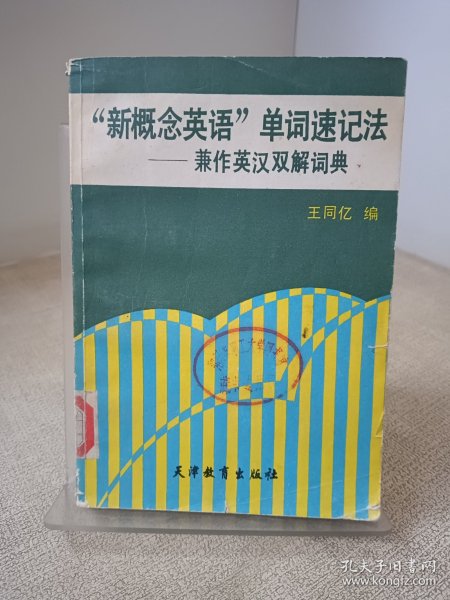 “新概念英语”单词速记法
——兼作英汉双解词典
王同亿 编
天津教育出版社
孔夫子旧书网
www.kongfz.com